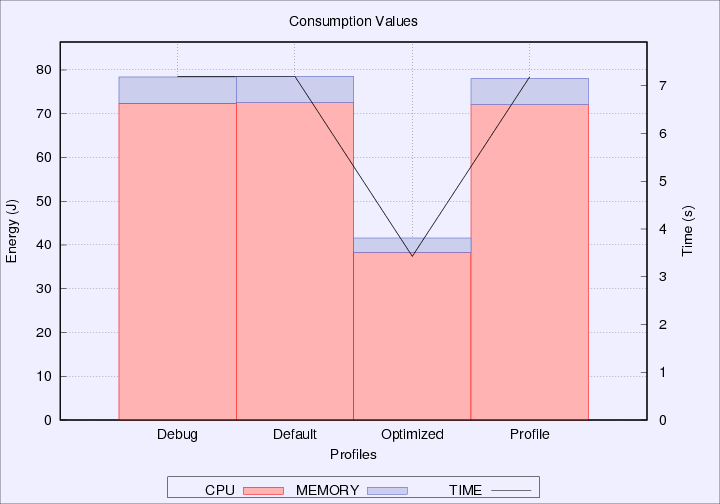 Consumption Values
80
70
60
50
40
30
20
10
0
7
6
5
4
3
2
1
0
Energy (J)
Time (s)
Debug Default Optimized Profile
Profiles
CPU MEMORY TIME